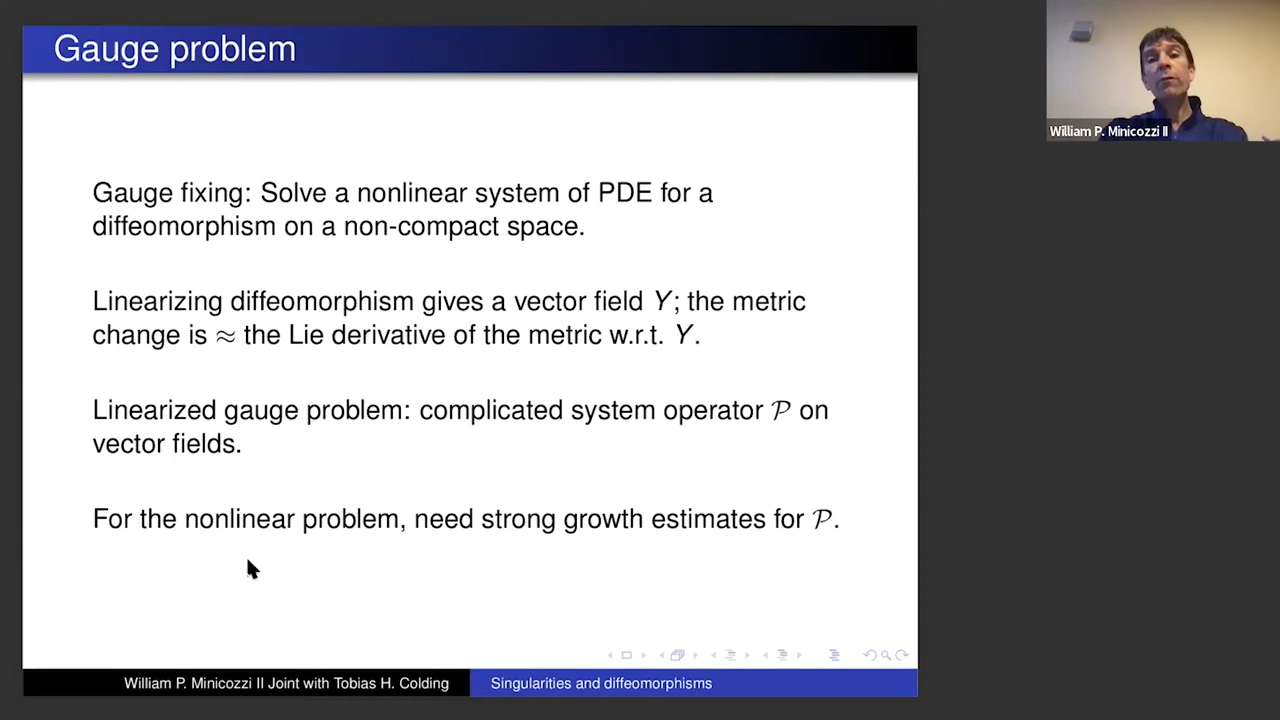 Gauge problem
William P. Minicozzi II
Gauge fixing: Solve a nonlinear system of PDE for a
diffeomorphism on a non-compact space.
Linearizing diffeomorphism gives a vector field Y; the metric
change is ≈ the Lie derivative of the metric w.r.t. Y.
Linearized gauge problem: complicated system operator 𝒫 on
vector fields.
For the nonlinear problem, need strong growth estimates for 𝒫.
William P. Minicozzi II Joint with Tobias H. Colding
Singularities and diffeomorphisms